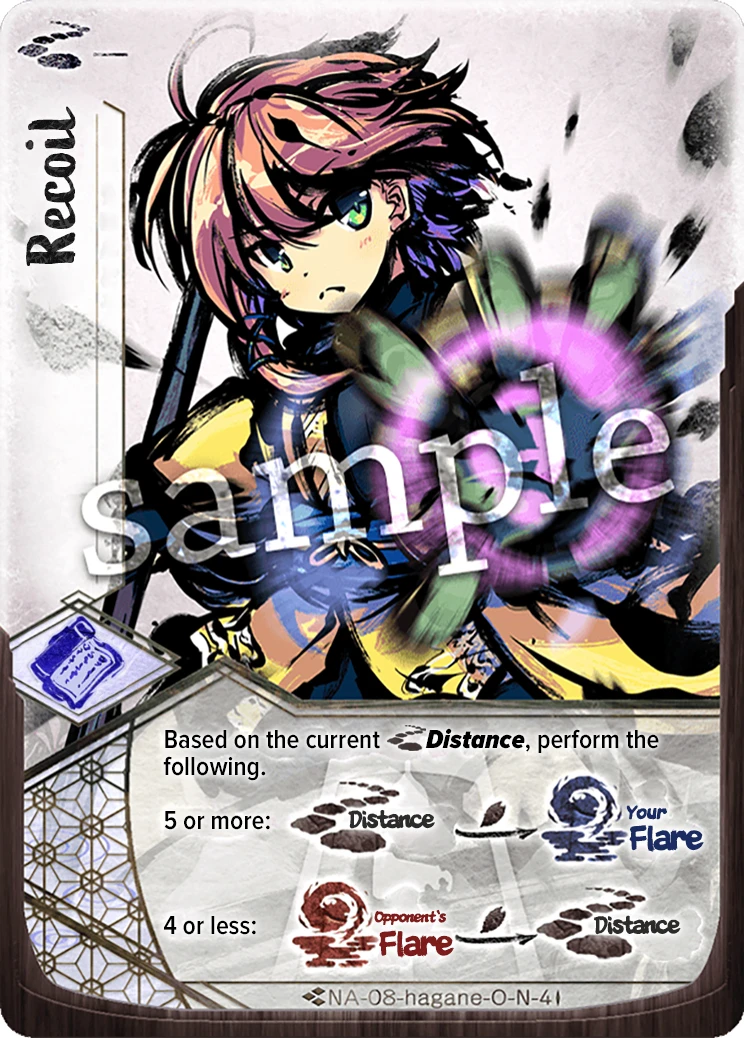 Recoil
sample
Based on the current Distance, perform the
following.
5 or more: Distance Your Flare
4 or less: Opponent's Flare Distance
NA-08-hagane-O-N-4